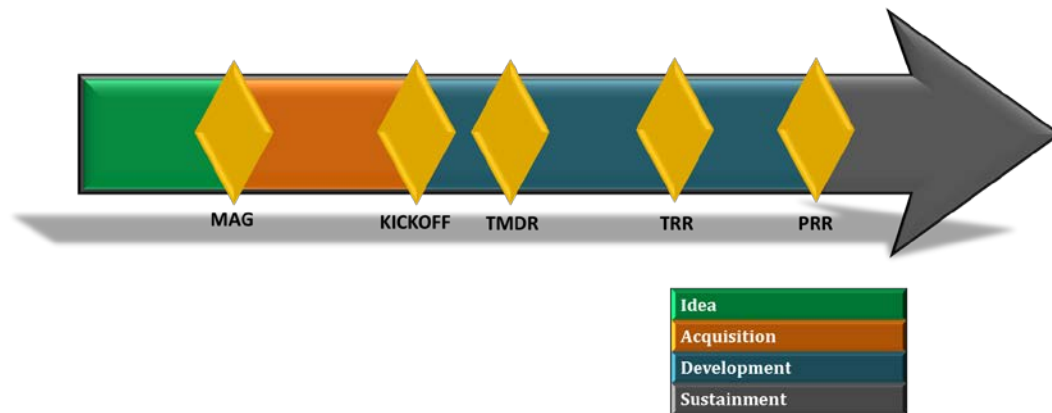 MAG KICKOFF TMDR TRR PRR
Idea
Acquisition
Development
Sustainment